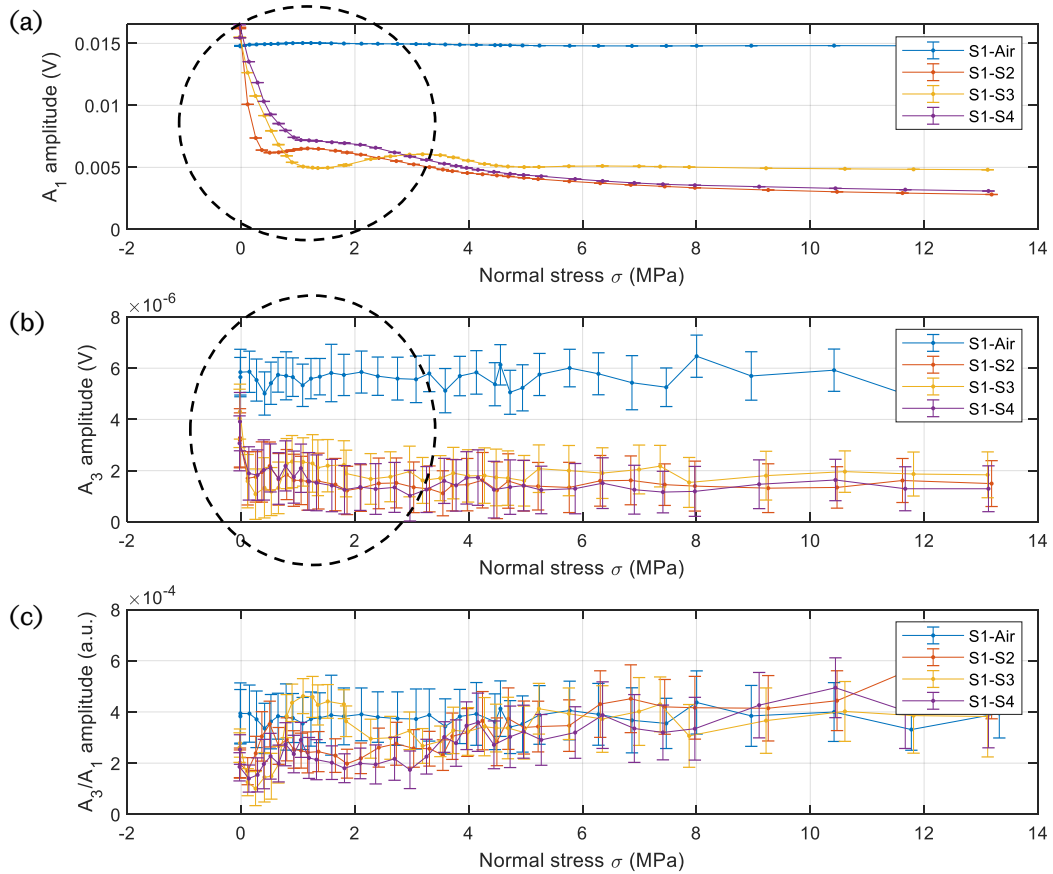 (a)
A1 amplitude (V)
0.015
0.01
0.005
0
-2 0 2 4 6 8 10 12 14
Normal stress σ (MPa)
S1-Air
S1-S2
S1-S3
S1-S4
(b)
×10-6
A3 amplitude (V)
8
6
4
2
0
-2 0 2 4 6 8 10 12 14
Normal stress σ (MPa)
S1-Air
S1-S2
S1-S3
S1-S4
(c)
×10-4
A3/A1 amplitude (a.u.)
8
6
4
2
0
-2 0 2 4 6 8 10 12 14
Normal stress σ (MPa)
S1-Air
S1-S2
S1-S3
S1-S4